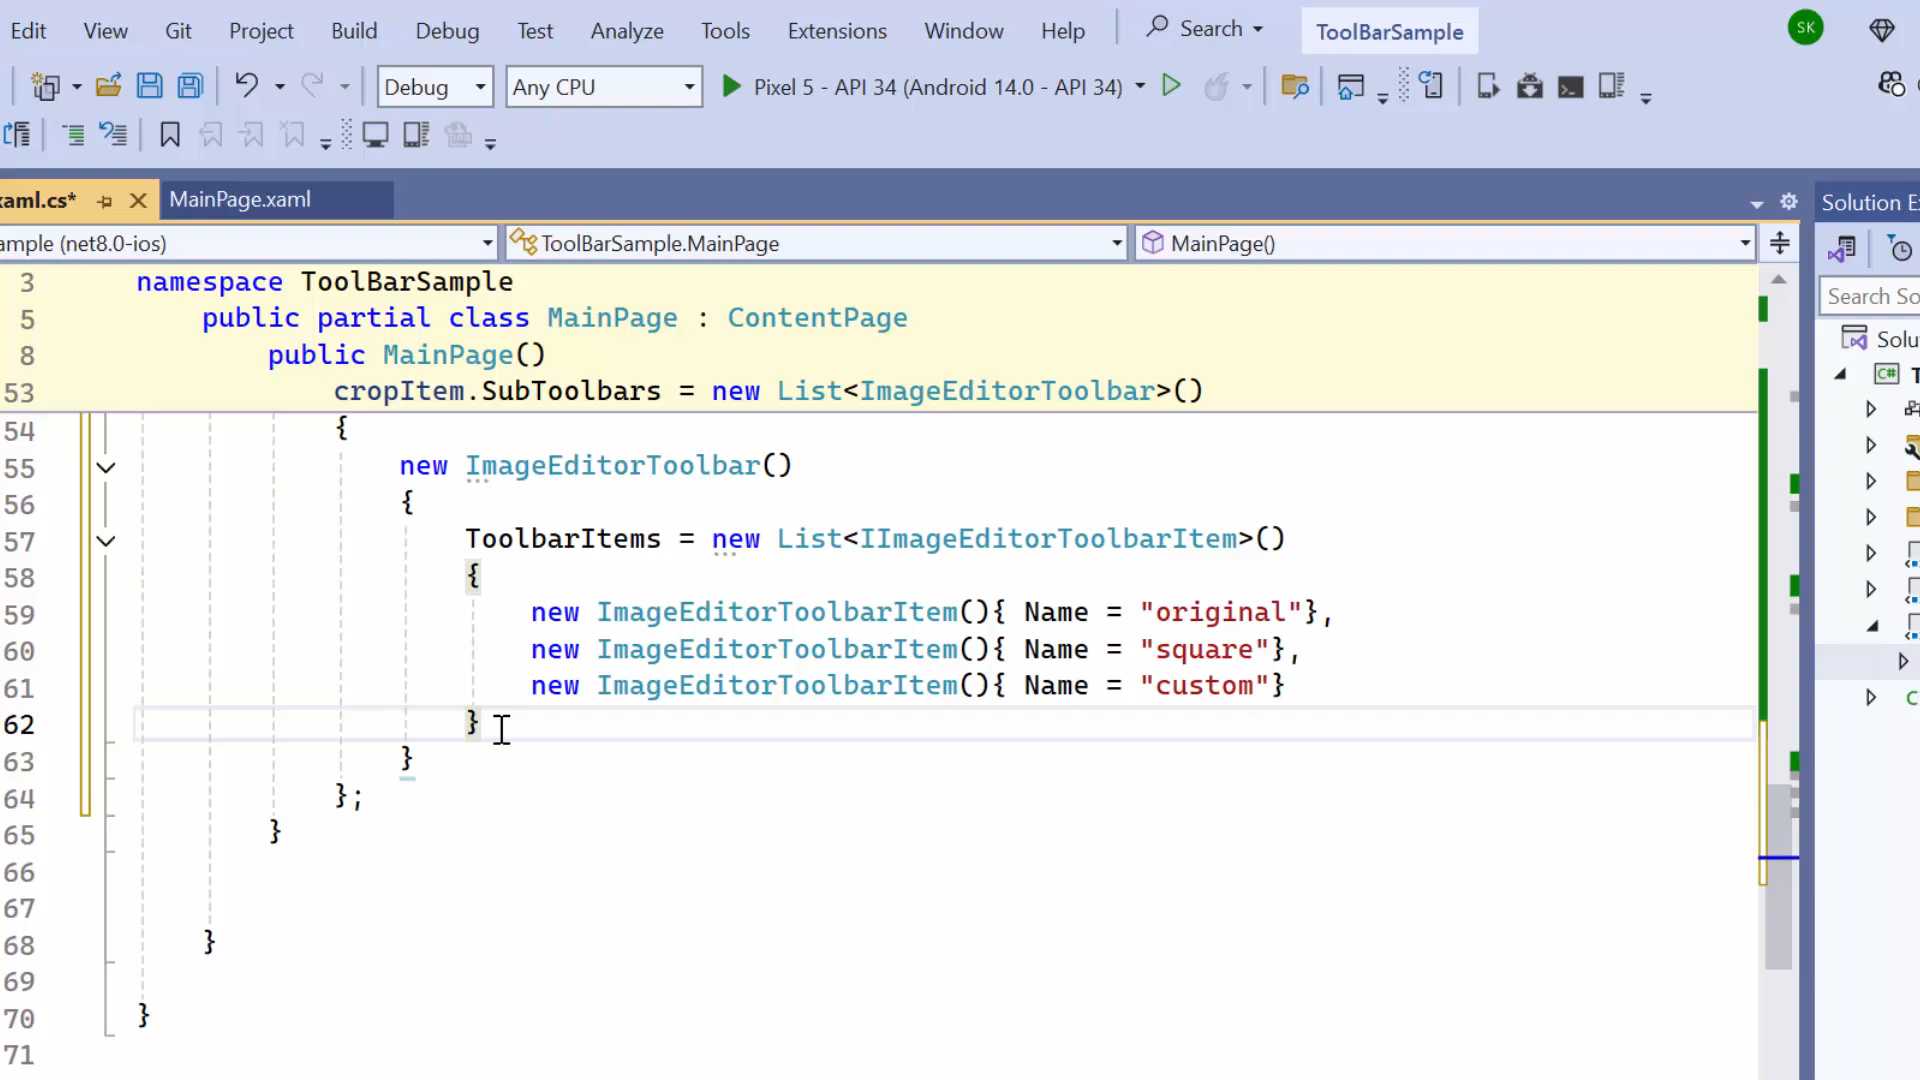 Edit View Git Project Build Debug Test Analyze Tools Extensions Window Help Search ToolBarSample SK
Debug Any CPU Pixel 5 - API 34 (Android 14.0 - API 34)
xaml.cs* MainPage.xaml Solution Ex
ample (net8.0-ios) ToolBarSample.MainPage MainPage()
3 namespace ToolBarSample
5 public partial class MainPage : ContentPage
8 public MainPage()
53 cropItem.SubToolbars = new List<ImageEditorToolbar>()
54 {
55 new ImageEditorToolbar()
56 {
57 ToolbarItems = new List<IImageEditorToolbarItem>()
58 {
59 new ImageEditorToolbarItem(){ Name = "original"},
60 new ImageEditorToolbarItem(){ Name = "square"},
61 new ImageEditorToolbarItem(){ Name = "custom"}
62 }
63 }
64 };
65 }
66
67
68 }
69
70 }
71
Search So
Solu
C# T
C